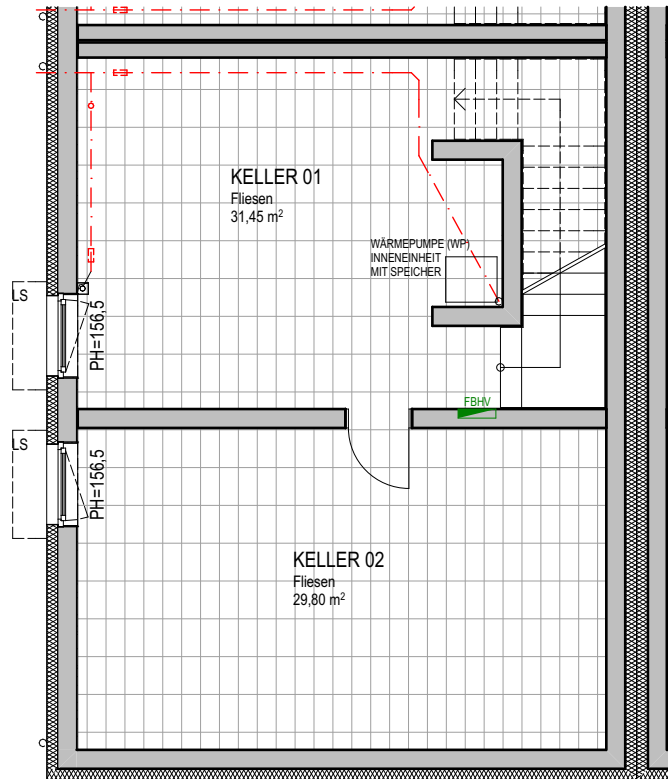 KELLER 01
Fliesen
31,45 m²
WÄRMEPUMPE (WP)
INNENEINHEIT
MIT SPEICHER
LS
PH=156,5
FBHV
LS
PH=156,5
KELLER 02
Fliesen
29,80 m²